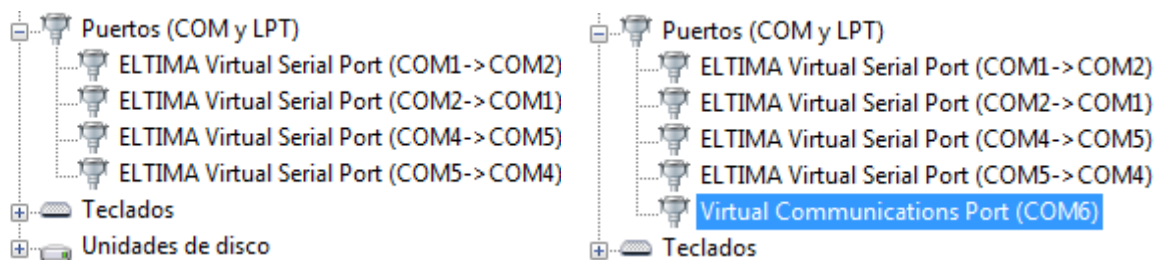 Puertos (COM y LPT)
ELTIMA Virtual Serial Port (COM1->COM2)
ELTIMA Virtual Serial Port (COM2->COM1)
ELTIMA Virtual Serial Port (COM4->COM5)
ELTIMA Virtual Serial Port (COM5->COM4)
Teclados
Unidades de disco
Puertos (COM y LPT)
ELTIMA Virtual Serial Port (COM1->COM2)
ELTIMA Virtual Serial Port (COM2->COM1)
ELTIMA Virtual Serial Port (COM4->COM5)
ELTIMA Virtual Serial Port (COM5->COM4)
Virtual Communications Port (COM6)
Teclados